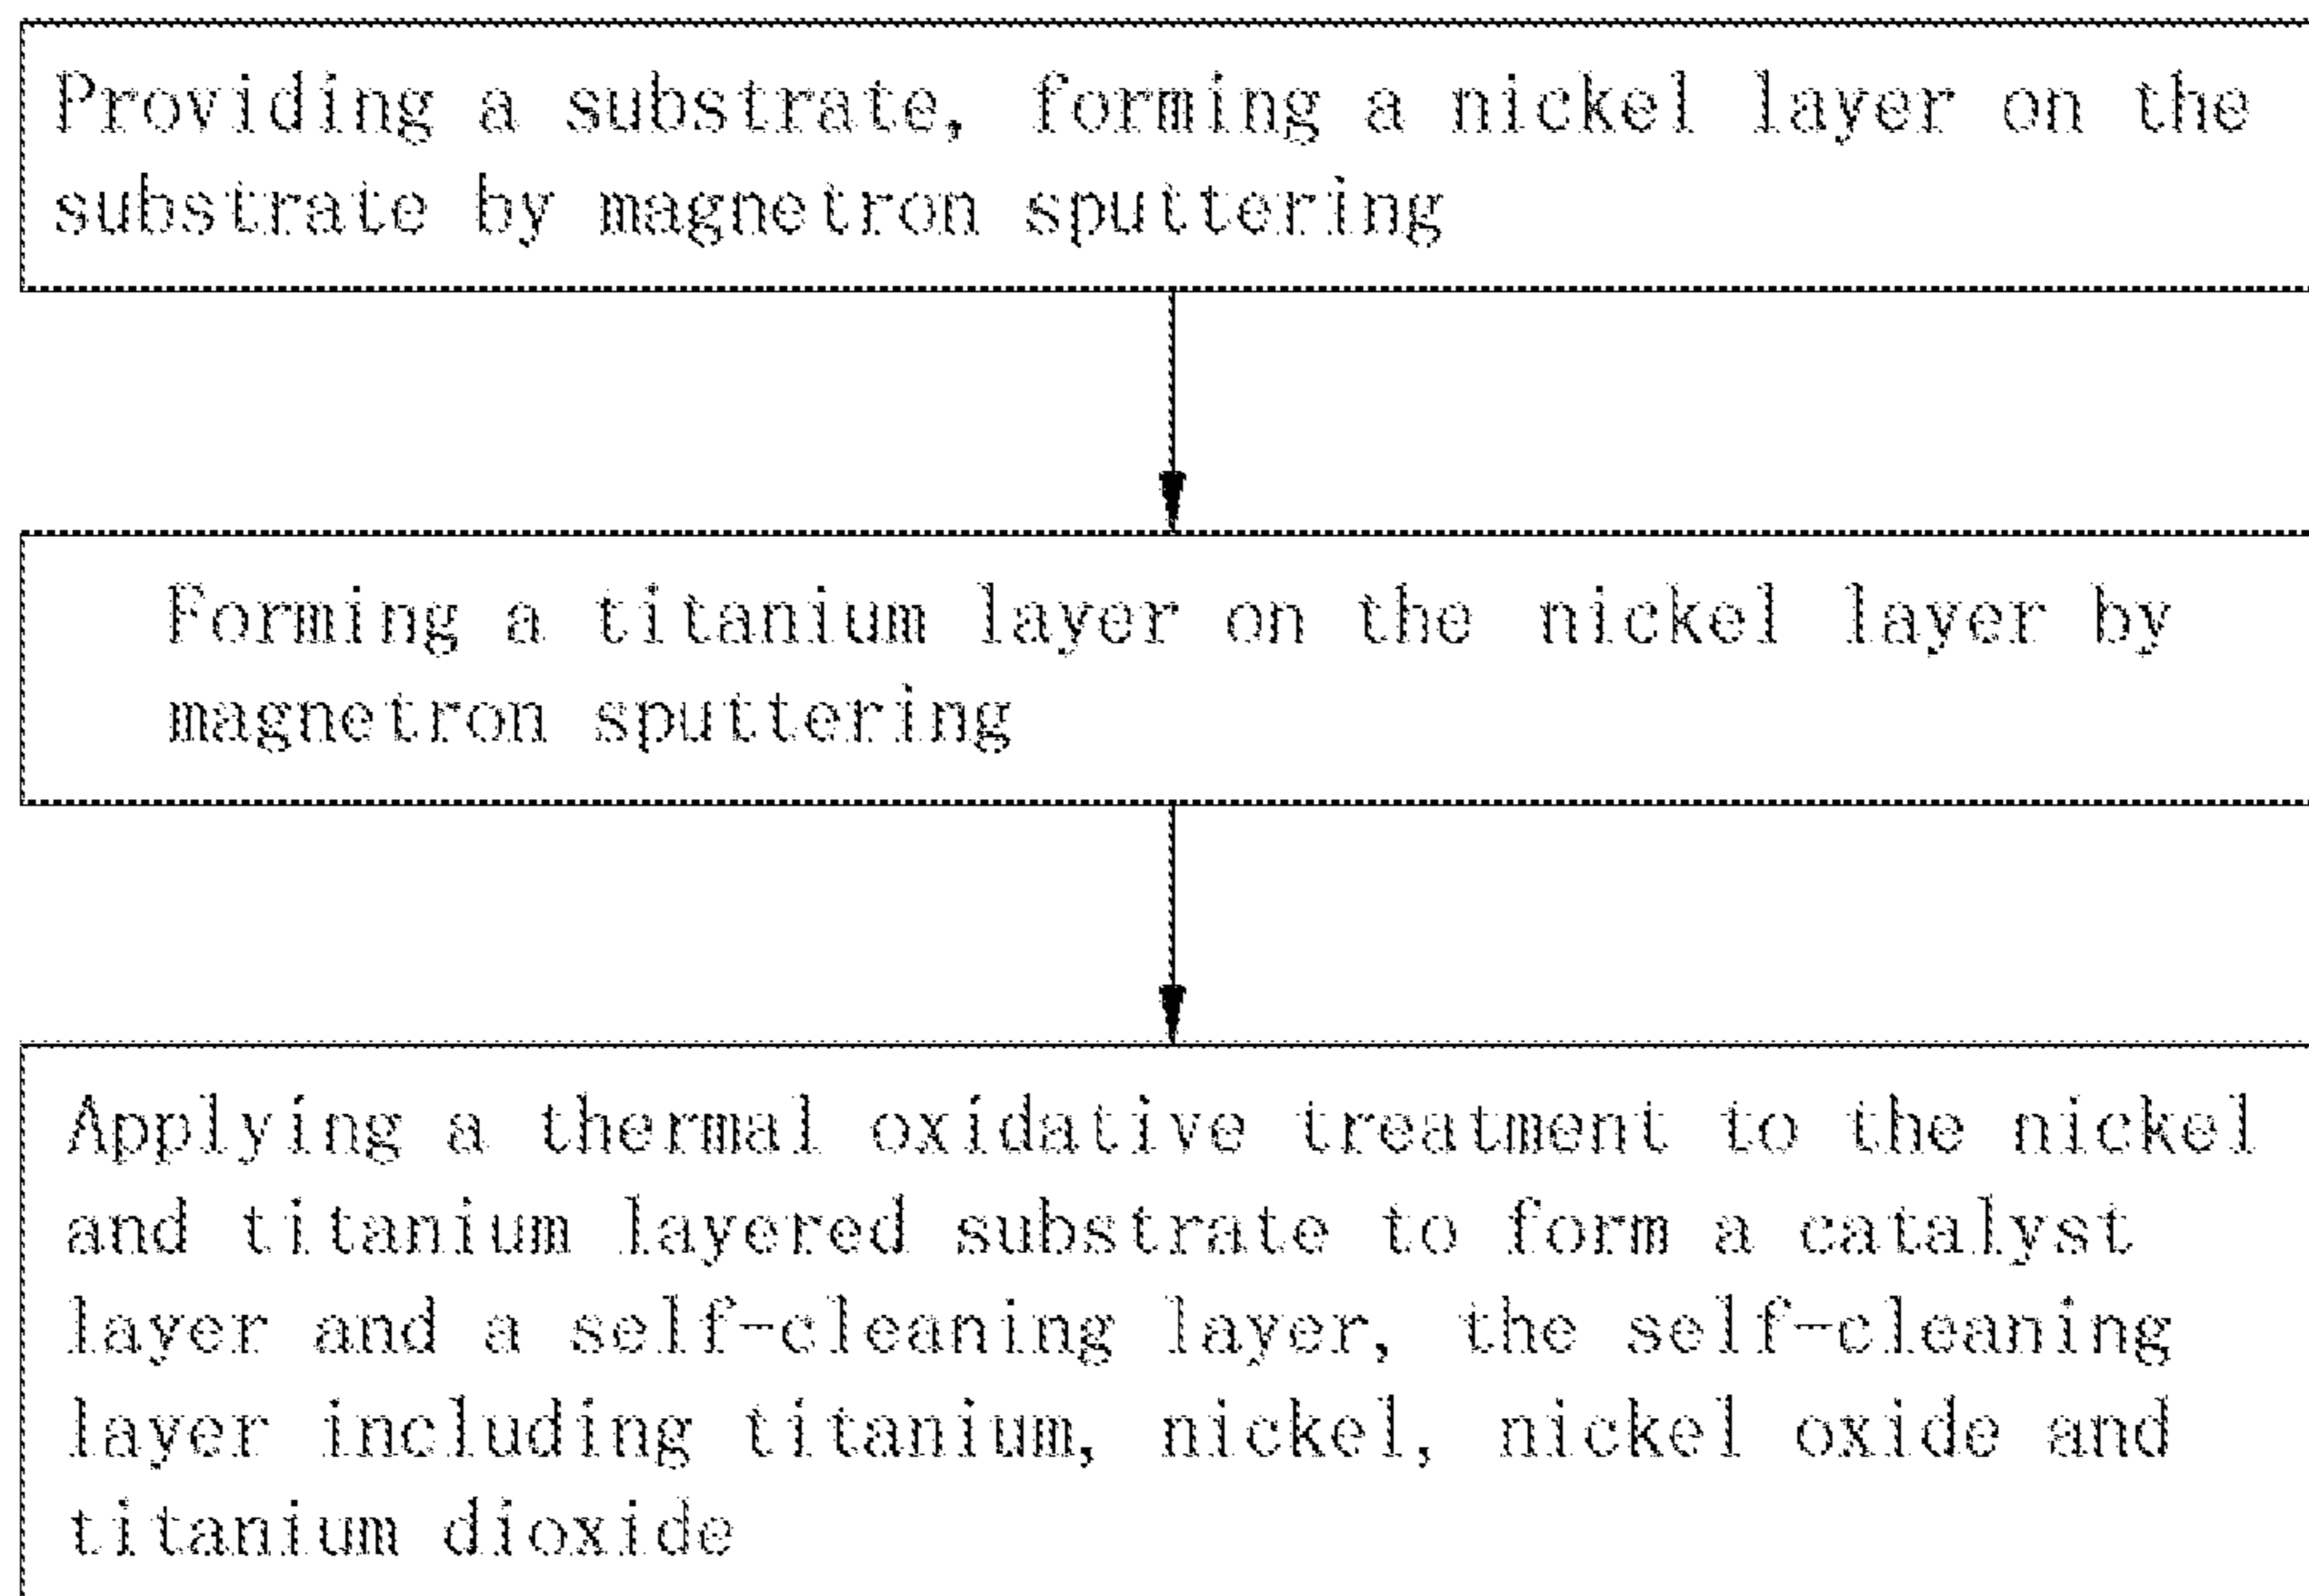 Providing a substrate, forming a nickel layer on the
substrate by magnetron sputtering
Forming a titanium layer on the nickel layer by
magnetron sputtering
Applying a thermal oxidative treatment to the nickel
and titanium layered substrate to form a catalyst
layer and a self-cleaning layer, the self-cleaning
layer including titanium, nickel, nickel oxide and
titanium dioxide